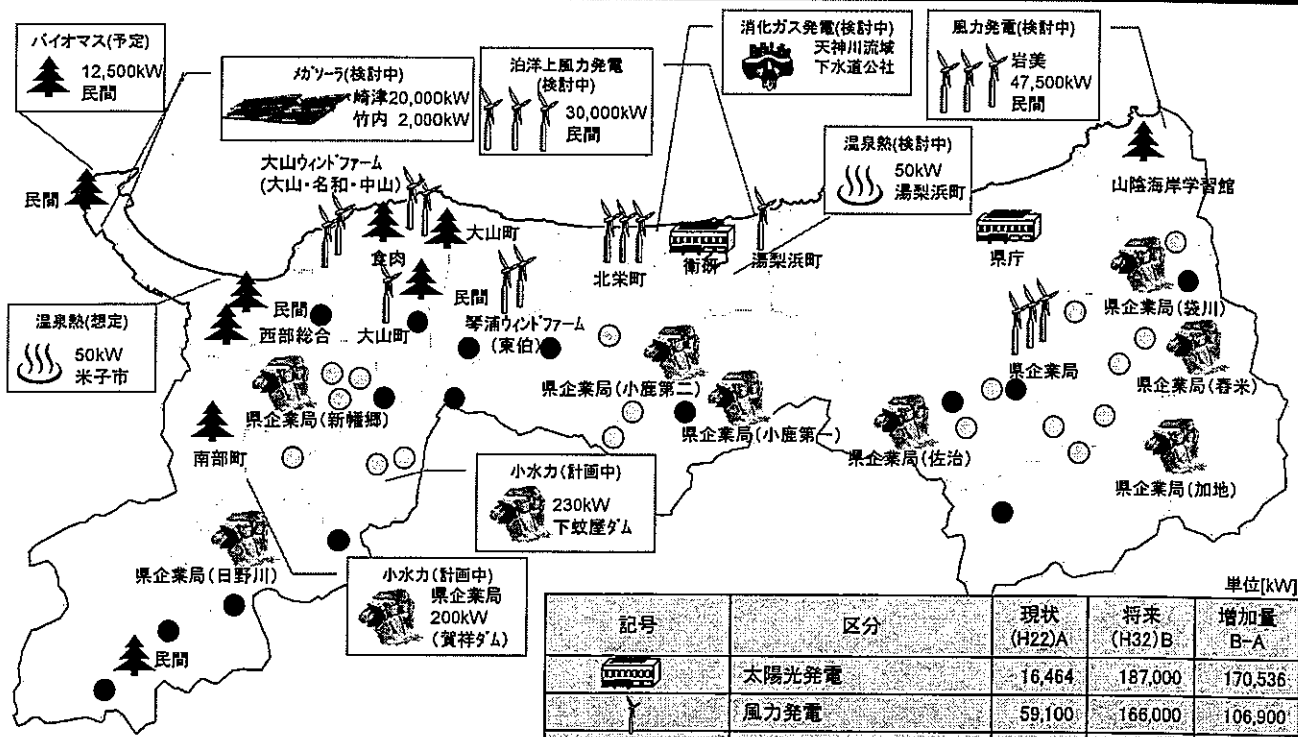 バイオマス(予定)
12,500kW
民間
メガソーラ(検討中)
崎津20,000kW
竹内 2,000kW
泊洋上風力発電
(検討中)
30,000kW
民間
消化ガス発電(検討中)
天神川流域
下水道公社
風力発電(検討中)
岩美
47,500kW
民間
温泉熱(検討中)
50kW
湯梨浜町
民間
大山ウィンドファーム
(大山・名和・中山)
山陰海岸学習館
食肉
大山町
北栄町
衛研
湯梨浜町
県庁
温泉熱(想定)
50kW
米子市
民間
西部総合
大山町
民間
琴浦ウィンドファーム
(東伯)
県企業局(袋川)
県企業局
県企業局(舂米)
県企業局(小鹿第二)
県企業局(新幡郷)
県企業局(小鹿第一)
県企業局(佐治)
南部町
県企業局(加地)
小水力(計画中)
230kW
下蚊屋ダム
県企業局(日野川)
小水力(計画中)
県企業局
200kW
(賀祥ダム)
民間
単位[kW]
記号 区分 現状(H22)A 将来(H32)B 増加量B-A
太陽光発電 16,464 187,000 170,536
風力発電 59,100 166,000 106,900